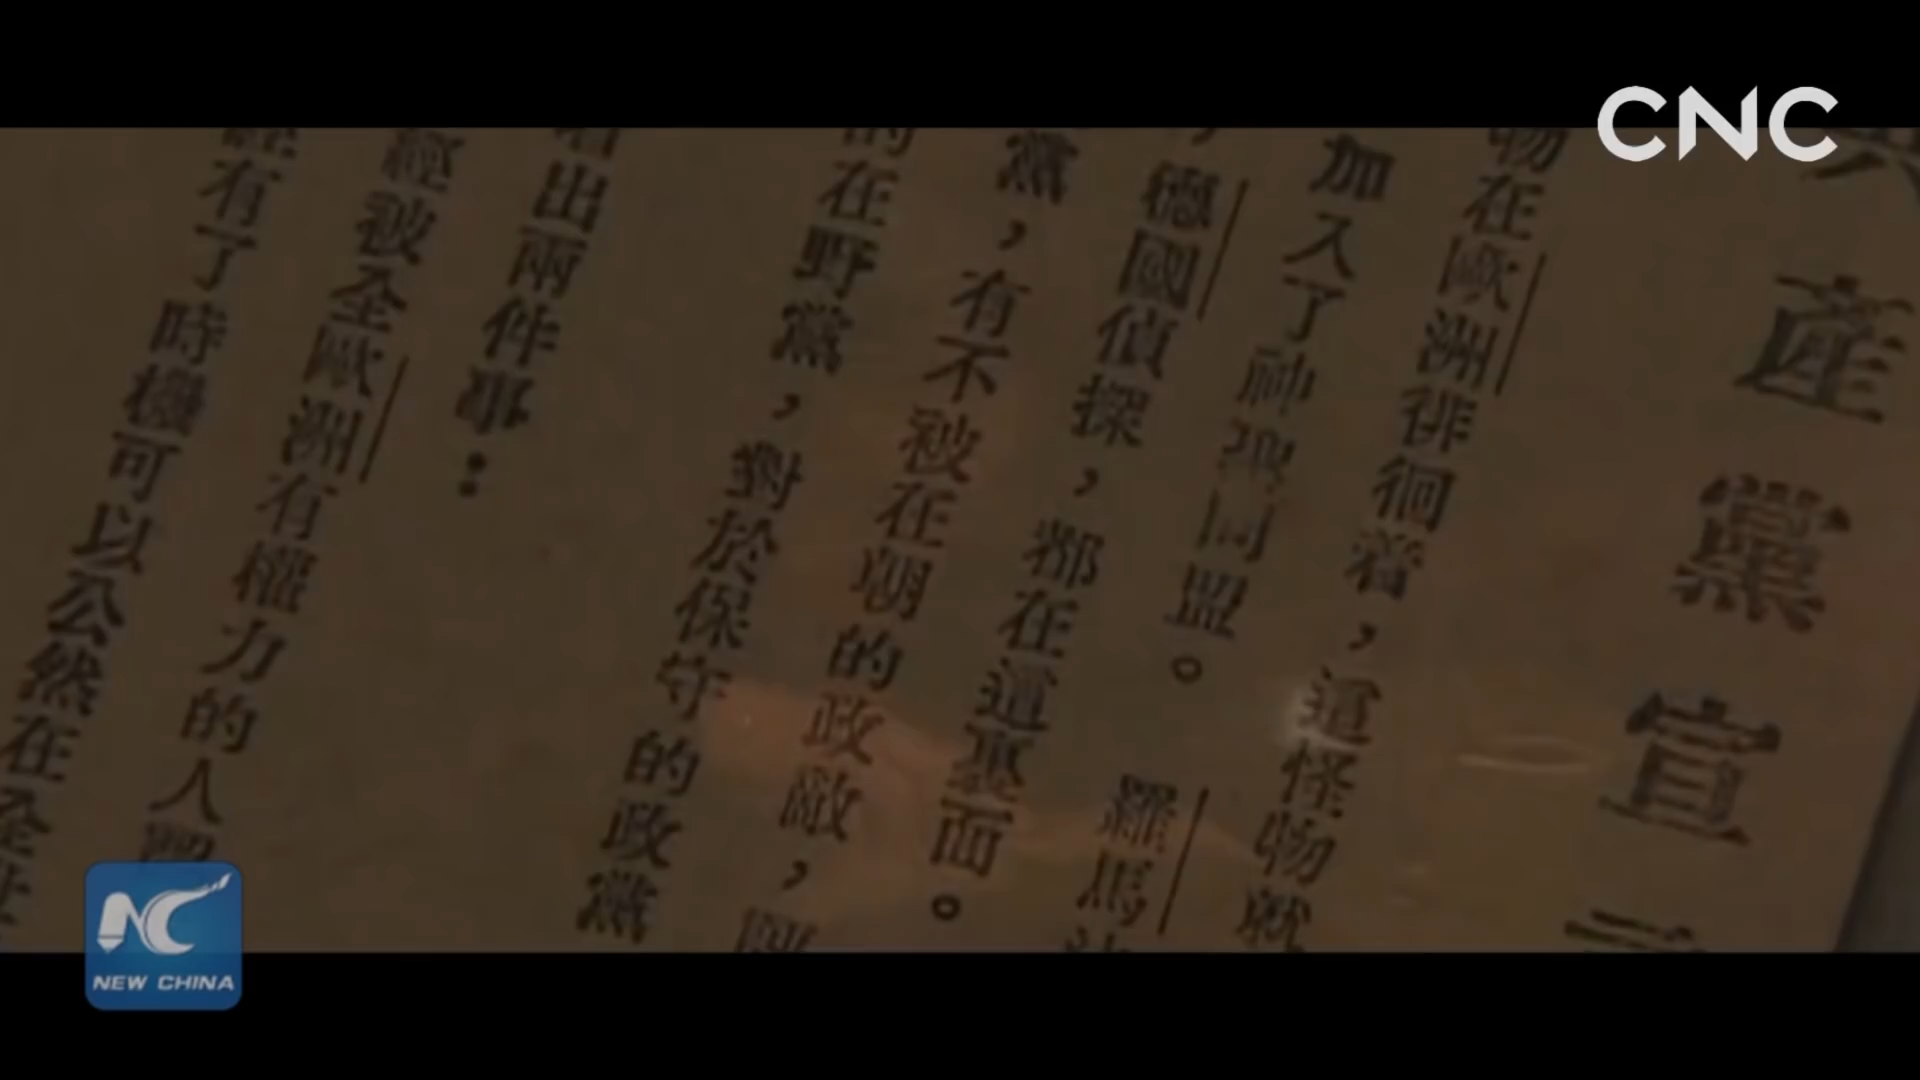 CNC
產黨宣
物在歐洲徘徊着，這怪物就
加入了神聖同盟。羅馬
，德國偵探，都在這裏面。
黨，有不被在朝的政敵，
的在野黨，對於保守的政黨
出兩件事：
經被全歐洲有權力的人
有了時機可以公然在全
NEW CHINA